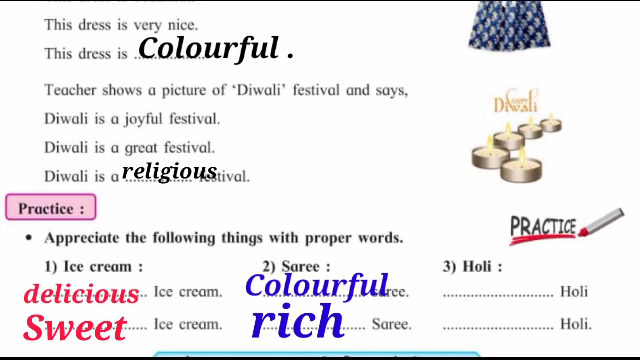 This dress is very nice.
This dress is .............. Colourful .
Teacher shows a picture of 'Diwali' festival and says,
Happy
Diwali
Diwali is a joyful festival.
Diwali is a great festival.
Diwali is a religious festival.
Practice :
PRACTICE
• Appreciate the following things with proper words.
1) Ice cream : 2) Saree : 3) Holi :
delicious Ice cream. Colourful Saree. .......................... Holi
Sweet Ice cream. rich Saree. .......................... Holi.